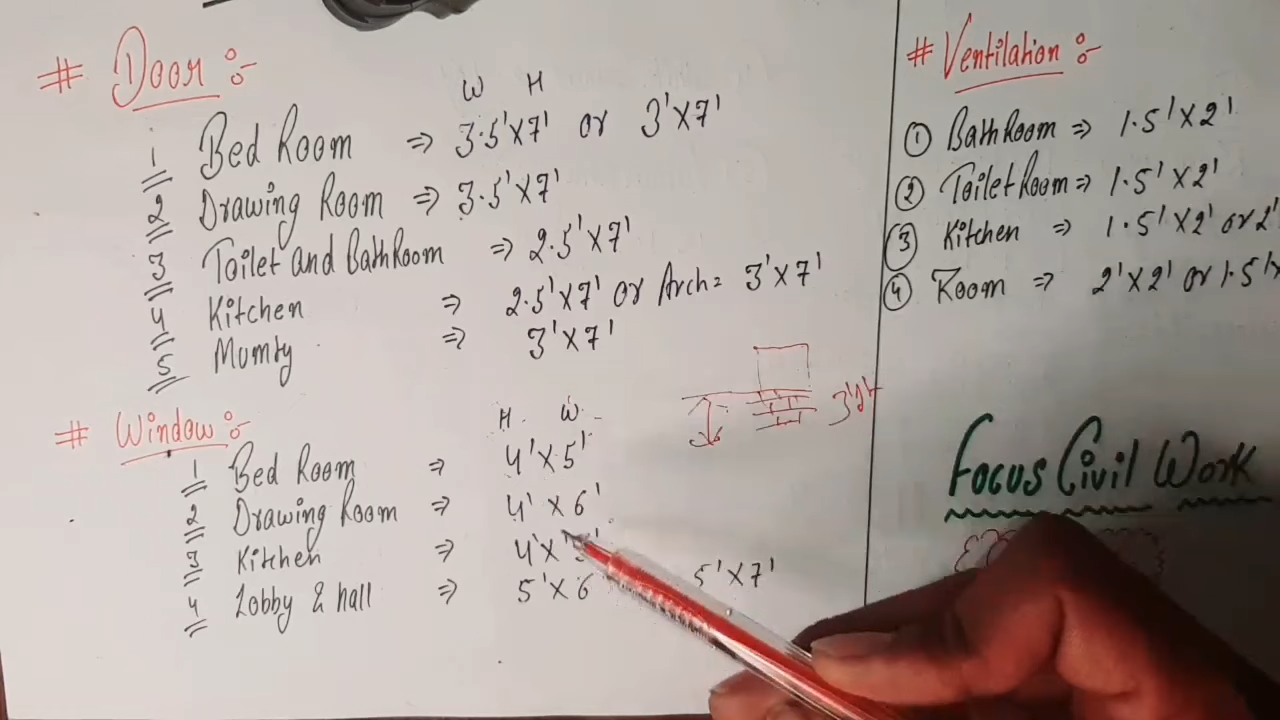 # Door :-
W H
1 Bed Room ⇒ 3.5'X7' or 3'X7'
2 Drawing Room ⇒ 3.5'X7'
3 Toilet and BathRoom ⇒ 2.5'X7'
4 Kitchen ⇒ 2.5'X7' or Arch = 3'X7'
5 Mumty ⇒ 3'X7'
# Window :-
H W
1 Bed Room ⇒ 4'X5'
2 Drawing Room ⇒ 4'X6'
3 Kitchen ⇒ 4'X
4 Lobby & hall ⇒ 5'X6 5'X7'
# Ventilation :-
1 BathRoom ⇒ 1.5'X2'
2 ToiletRoom ⇒ 1.5'X2'
3 Kitchen ⇒ 1.5'X2' or 2'
4 Room ⇒ 2'X2' or 1.5'X
Focus Civil Work